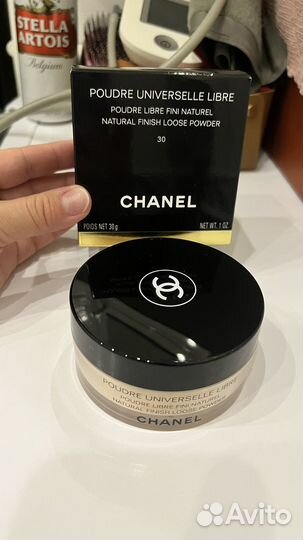 STELLA
ARTOIS
Belgium
POUDRE UNIVERSELLE LIBRE
POUDRE LIBRE FINI NATUREL
NATURAL FINISH LOOSE POWDER
30
CHANEL
POIDS NET 30g NET WT. 1 OZ.
POUDRE UNIVERSELLE LIBRE
POUDRE LIBRE FINI NATUREL
NATURAL FINISH LOOSE POWDER
CHANEL
Avito